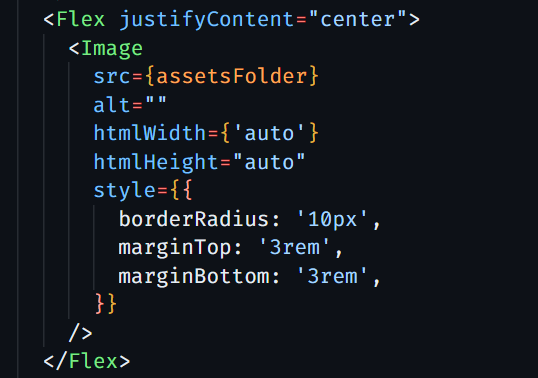 <Flex justifyContent="center">
<Image
src={assetsFolder}
alt=""
htmlWidth={'auto'}
htmlHeight="auto"
style={{
borderRadius: '10px',
marginTop: '3rem',
marginBottom: '3rem',
}}
/>
</Flex>